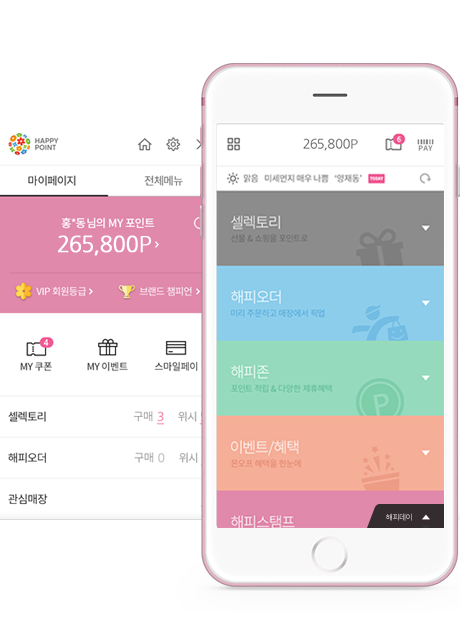 HAPPY
POINT
마이페이지
전체메뉴
홍*동 님의 MY 포인트
265,800P
VIP 회원등급
브랜드 챔피언
4
MY 쿠폰
MY 이벤트
스마일페이
셀렉토리
구매 3
위시
해피오더
구매 0
위시
관심매장
265,800P
6
PAY
맑음 미세먼지 매우 나쁨 '양재동'
TODAY
셀렉토리
선물 & 쇼핑을 포인트로
해피오더
미리 주문하고 매장에서 픽업
해피존
포인트 적립 & 다양한 제휴혜택
P
이벤트/혜택
온오프 혜택을 한눈에
해피스탬프
해피데이